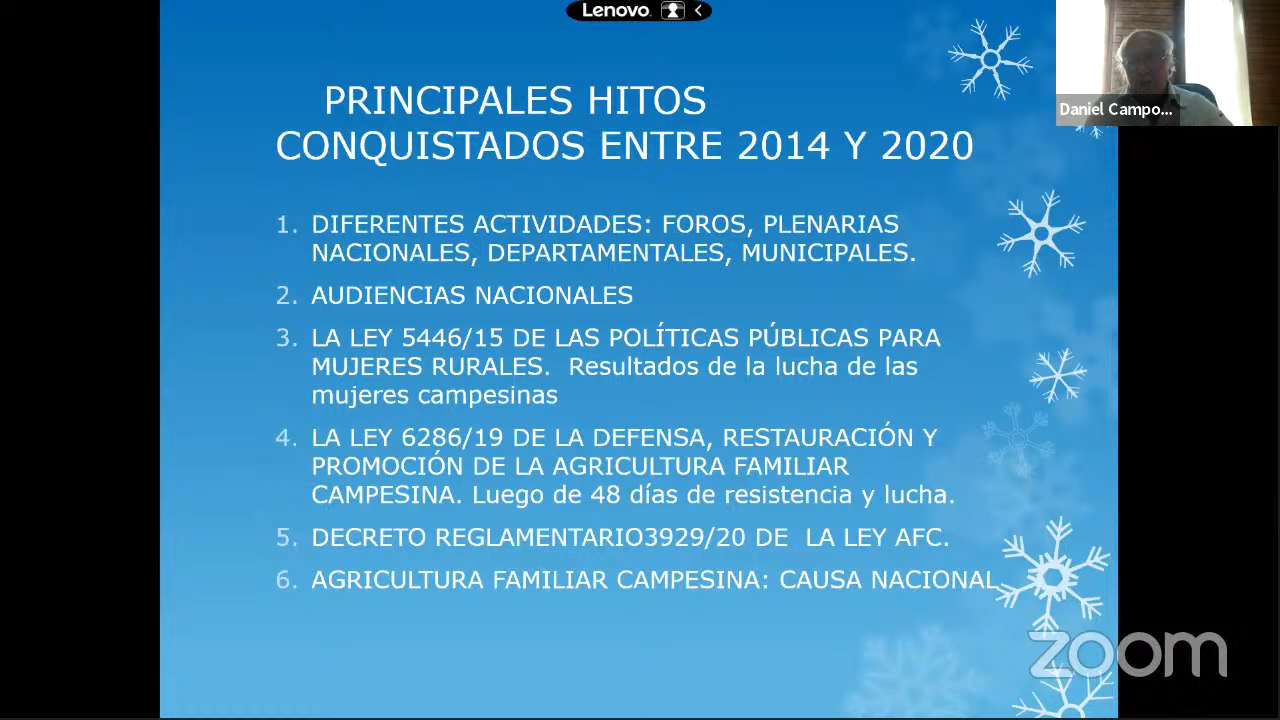 Lenovo
PRINCIPALES HITOS
CONQUISTADOS ENTRE 2014 Y 2020
Daniel Campo...
1. DIFERENTES ACTIVIDADES: FOROS, PLENARIAS
NACIONALES, DEPARTAMENTALES, MUNICIPALES.
2. AUDIENCIAS NACIONALES
3. LA LEY 5446/15 DE LAS POLÍTICAS PÚBLICAS PARA
MUJERES RURALES. Resultados de la lucha de las
mujeres campesinas
4. LA LEY 6286/19 DE LA DEFENSA, RESTAURACIÓN Y
PROMOCIÓN DE LA AGRICULTURA FAMILIAR
CAMPESINA. Luego de 48 días de resistencia y lucha.
5. DECRETO REGLAMENTARIO3929/20 DE LA LEY AFC.
6. AGRICULTURA FAMILIAR CAMPESINA: CAUSA NACIONAL
zoom